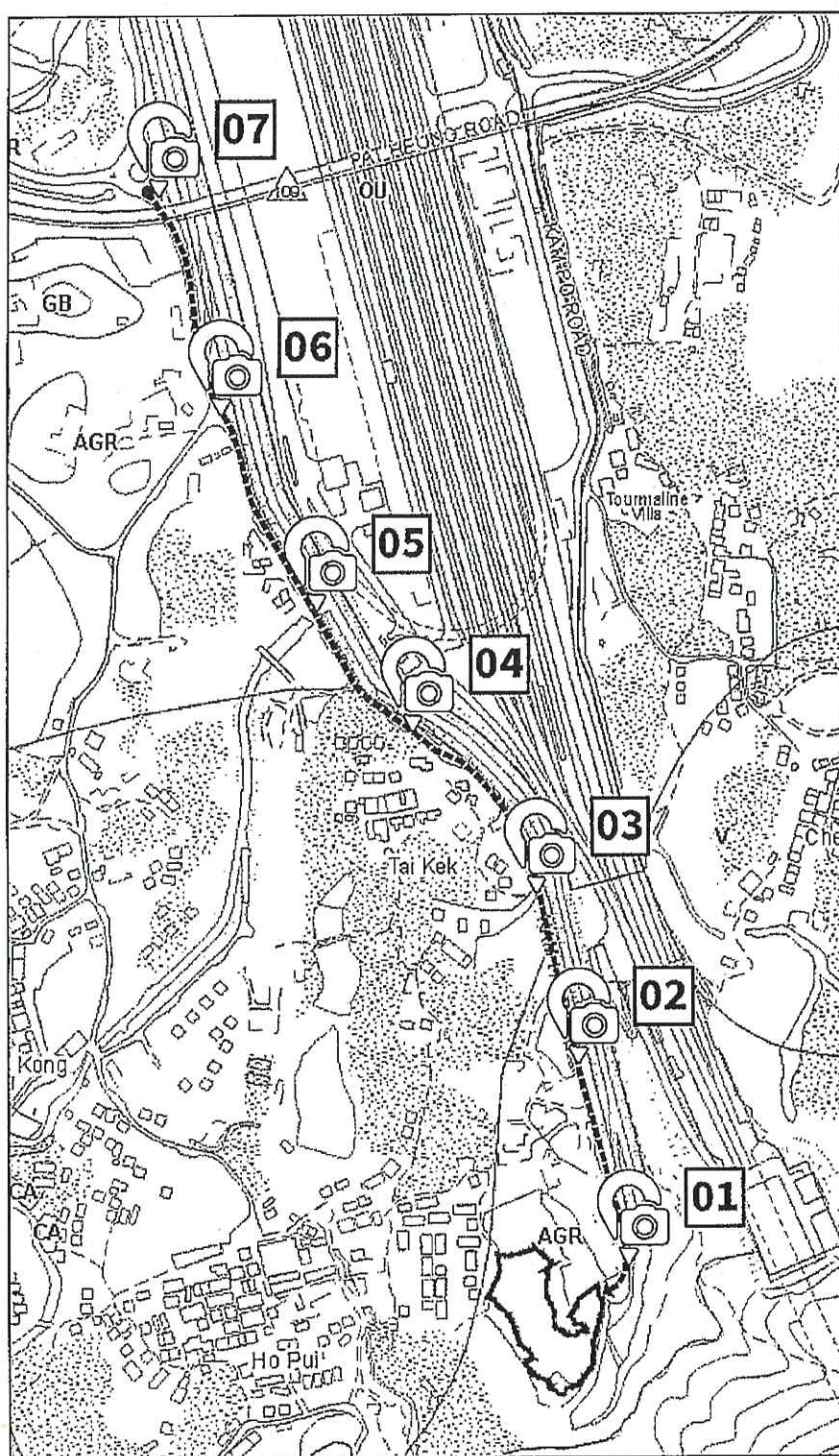 07
PAT HEUNG ROAD
109
OU
KAM PO ROAD
GB
06
AGR
Tourmaline
Villa
05
04
03
V
Tai Kek
02
Kong
01
AGR
CA
CA
Ho Pui